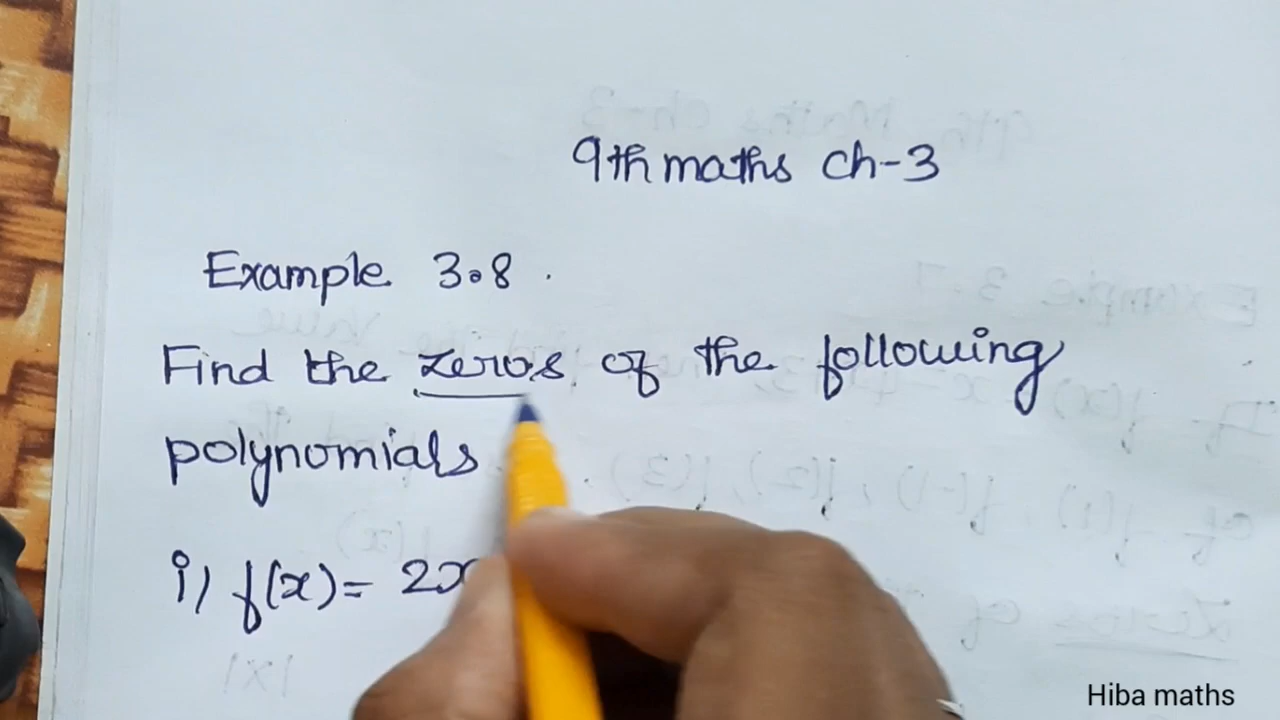 9th maths ch-3
Example 3.8.
Find the zeros of the following
polynomials
i) f(x) = 2x
Hiba maths